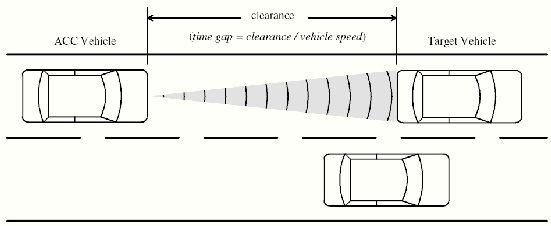 clearance
(time gap = clearance / vehicle speed)
ACC Vehicle
Target Vehicle